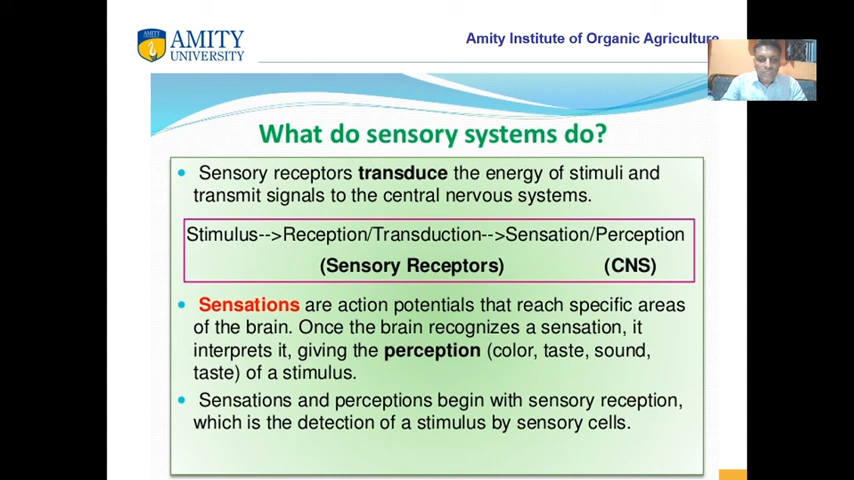 AMITY
UNIVERSITY
Amity Institute of Organic Agriculture
What do sensory systems do?
Sensory receptors transduce the energy of stimuli and
transmit signals to the central nervous systems.
Stimulus-->Reception/Transduction-->Sensation/Perception
(Sensory Receptors) (CNS)
Sensations are action potentials that reach specific areas
of the brain. Once the brain recognizes a sensation, it
interprets it, giving the perception (color, taste, sound,
taste) of a stimulus.
Sensations and perceptions begin with sensory reception,
which is the detection of a stimulus by sensory cells.